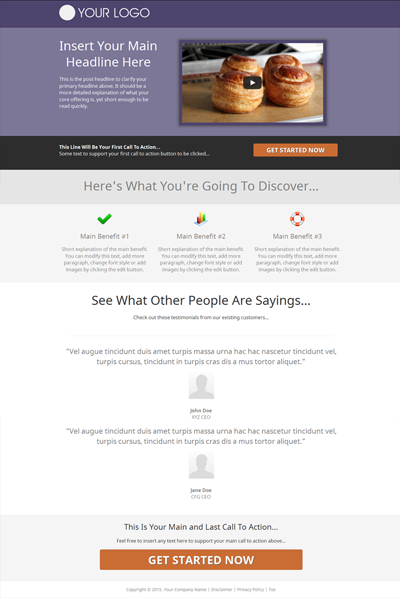 YOUR LOGO
Insert Your Main
Headline Here
This is the post-headline to clarify your
primary headline above. It should be a
more detailed explanation of what your
core offering is, yet short enough to be
read quickly.
This Line Will Be Your First Call To Action...
Some text to support your first call to action button to be clicked...
GET STARTED NOW
Here's What You're Going To Discover...
Main Benefit #1
Short explanation of the main benefit.
You can modify this text, add more
paragraph, change font style or add
images by clicking the edit button.
Main Benefit #2
Short explanation of the main benefit.
You can modify this text, add more
paragraph, change font style or add
images by clicking the edit button.
Main Benefit #3
Short explanation of the main benefit.
You can modify this text, add more
paragraph, change font style or add
images by clicking the edit button.
See What Other People Are Sayings...
Check out these testimonials from our existing customers...
"Vel augue tincidunt duis amet turpis massa urna hac hac nascetur tincidunt vel,
turpis cursus, tincidunt in turpis cras dis a mus tortor aliquet."
John Doe
XYZ CEO
"Vel augue tincidunt duis amet turpis massa urna hac hac nascetur tincidunt vel,
turpis cursus, tincidunt in turpis cras dis a mus tortor aliquet."
Jane Doe
CFG CEO
This Is Your Main and Last Call To Action...
Feel free to insert any text here to support your main call to action above...
GET STARTED NOW
Copyright © 2015 - Your Company Name | Disclaimer | Privacy Policy | Tos